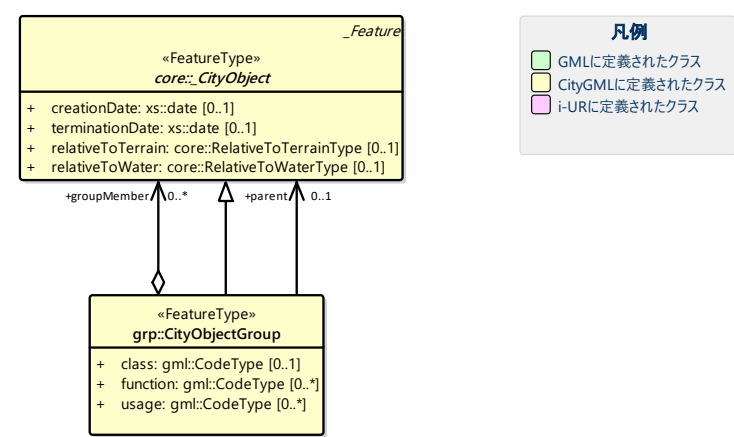 _Feature
«FeatureType»
core::_CityObject
+ creationDate: xs::date [0..1]
+ terminationDate: xs::date [0..1]
+ relativeToTerrain: core::RelativeToTerrainType [0..1]
+ relativeToWater: core::RelativeToWaterType [0..1]
+groupMember 0..*
+parent 0..1
«FeatureType»
grp::CityObjectGroup
+ class: gml::CodeType [0..1]
+ function: gml::CodeType [0..*]
+ usage: gml::CodeType [0..*]
凡例
GMLに定義されたクラス
CityGMLに定義されたクラス
i-URに定義されたクラス